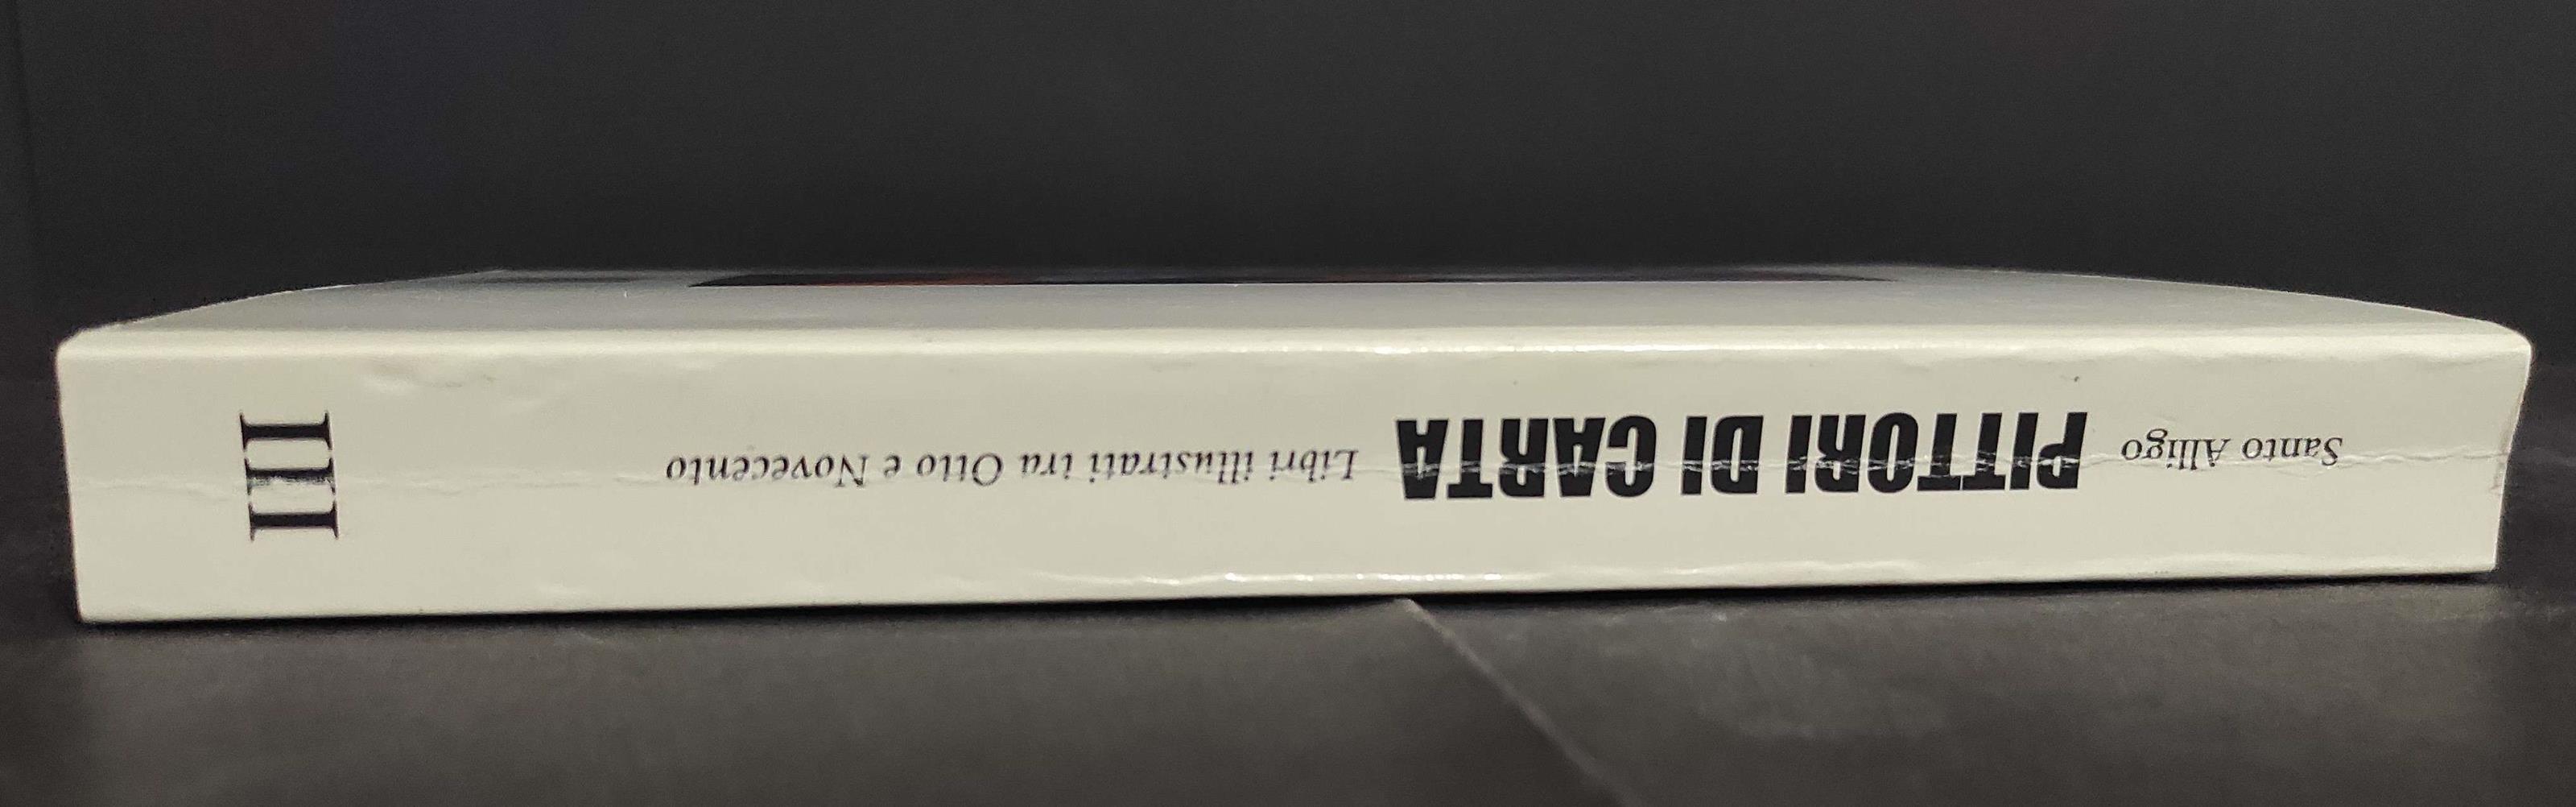 Santo Alligo PITTORI DI CARTA Libri illustrati tra Otto e Novecento
III